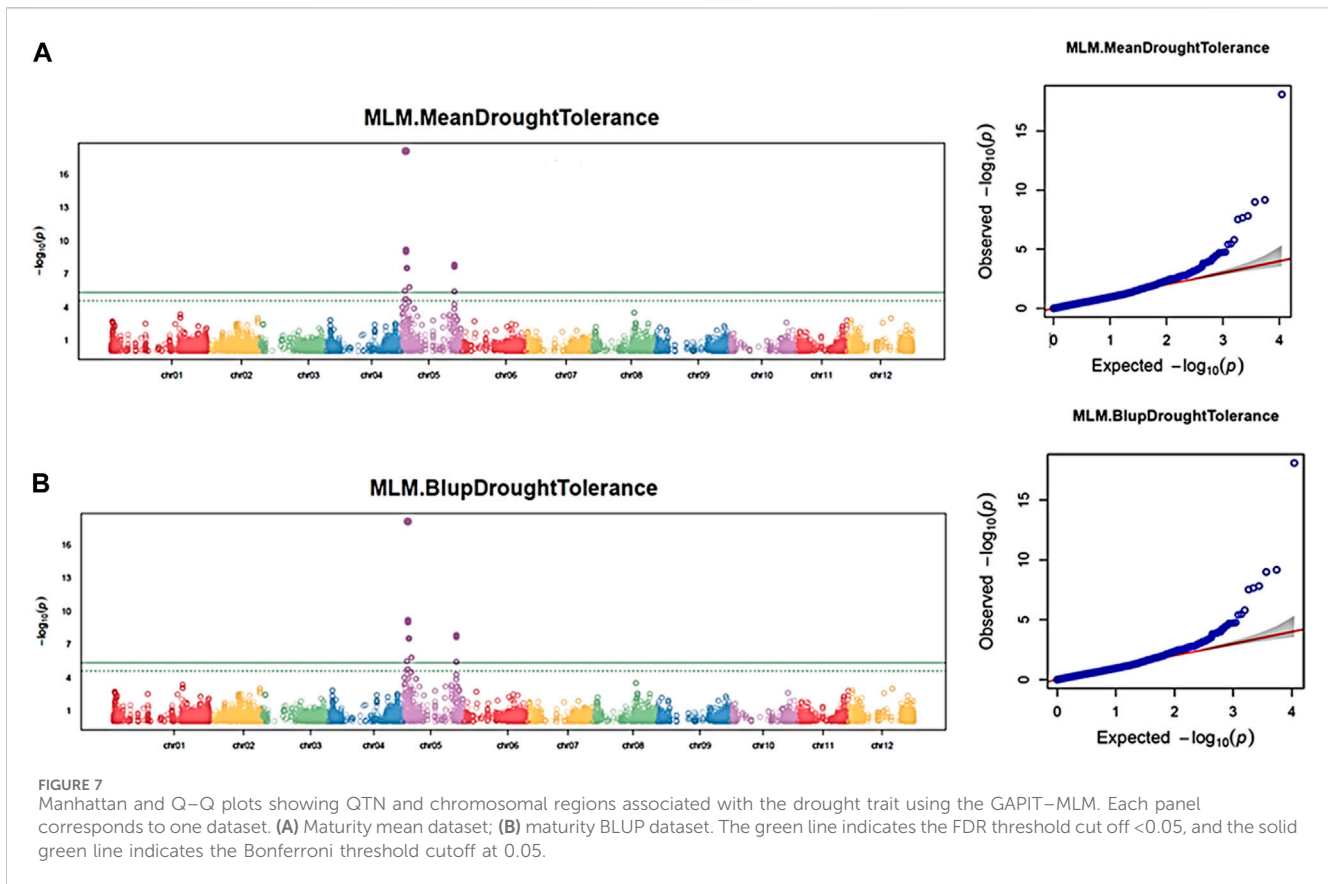 A
MLM.MeanDroughtTolerance
16
13
10
7
4
1
−log₁₀(p)
chr01 chr02 chr03 chr04 chr05 chr06 chr07 chr08 chr09 chr10 chr11 chr12
MLM.MeanDroughtTolerance
Observed −log₁₀(p)
15
10
5
0
0 1 2 3 4
Expected −log₁₀(p)
B
MLM.BlupDroughtTolerance
16
13
10
7
4
1
−log₁₀(p)
chr01 chr02 chr03 chr04 chr05 chr06 chr07 chr08 chr09 chr10 chr11 chr12
MLM.BlupDroughtTolerance
Observed −log₁₀(p)
15
10
5
0
0 1 2 3 4
Expected −log₁₀(p)
FIGURE 7
Manhattan and Q–Q plots showing QTN and chromosomal regions associated with the drought trait using the GAPIT–MLM. Each panel
corresponds to one dataset. (A) Maturity mean dataset; (B) maturity BLUP dataset. The green line indicates the FDR threshold cut off <0.05, and the solid
green line indicates the Bonferroni threshold cutoff at 0.05.